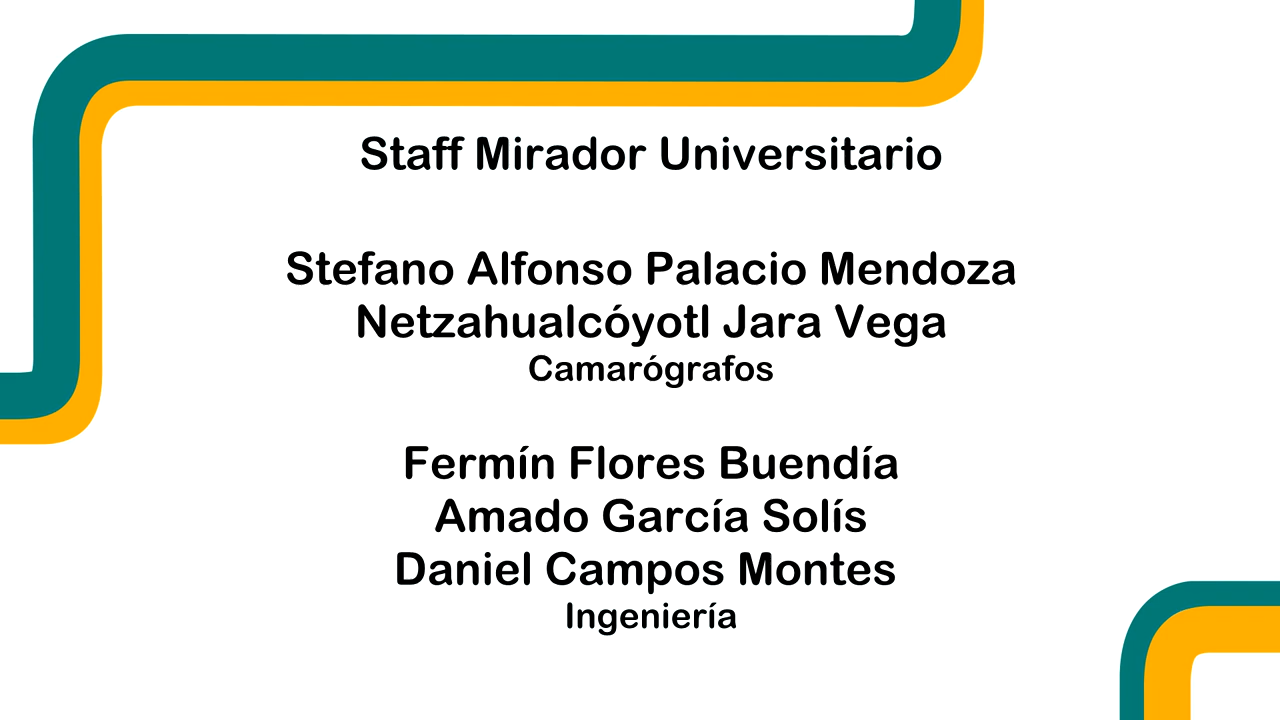 Staff Mirador Universitario
Stefano Alfonso Palacio Mendoza
Netzahualcóyotl Jara Vega
Camarógrafos
Fermín Flores Buendía
Amado García Solís
Daniel Campos Montes
Ingeniería